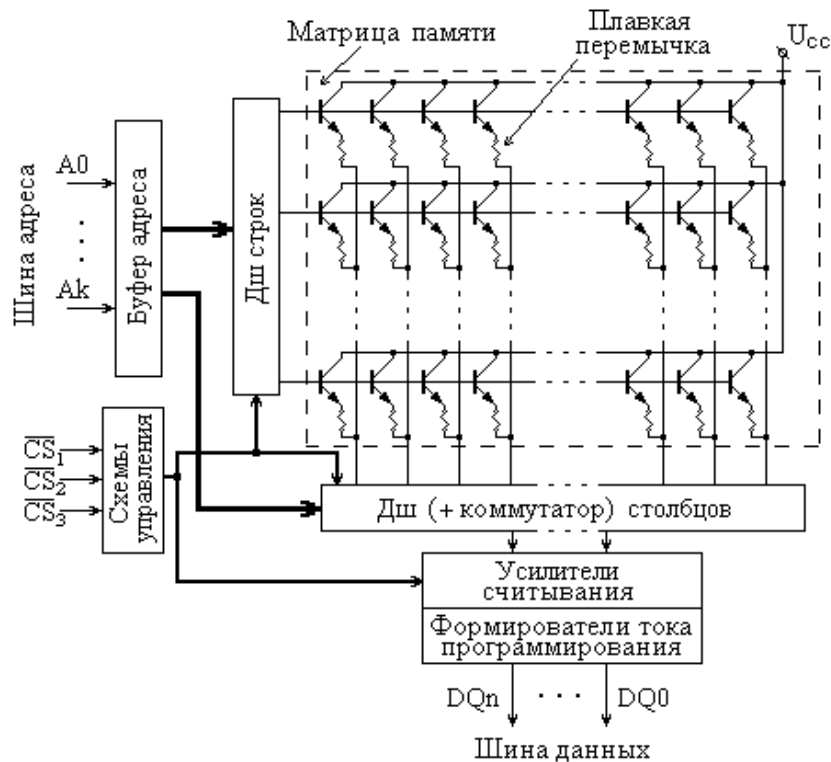 Матрица памяти
Плавкая
перемычка
Ucc
Шина адреса
A0
Ak
Буфер адреса
Дш строк
CS1
CS2
CS3
Схемы
управления
Дш (+ коммутатор) столбцов
Усилители
считывания
Формирователи тока
программирования
DQn
DQ0
Шина данных